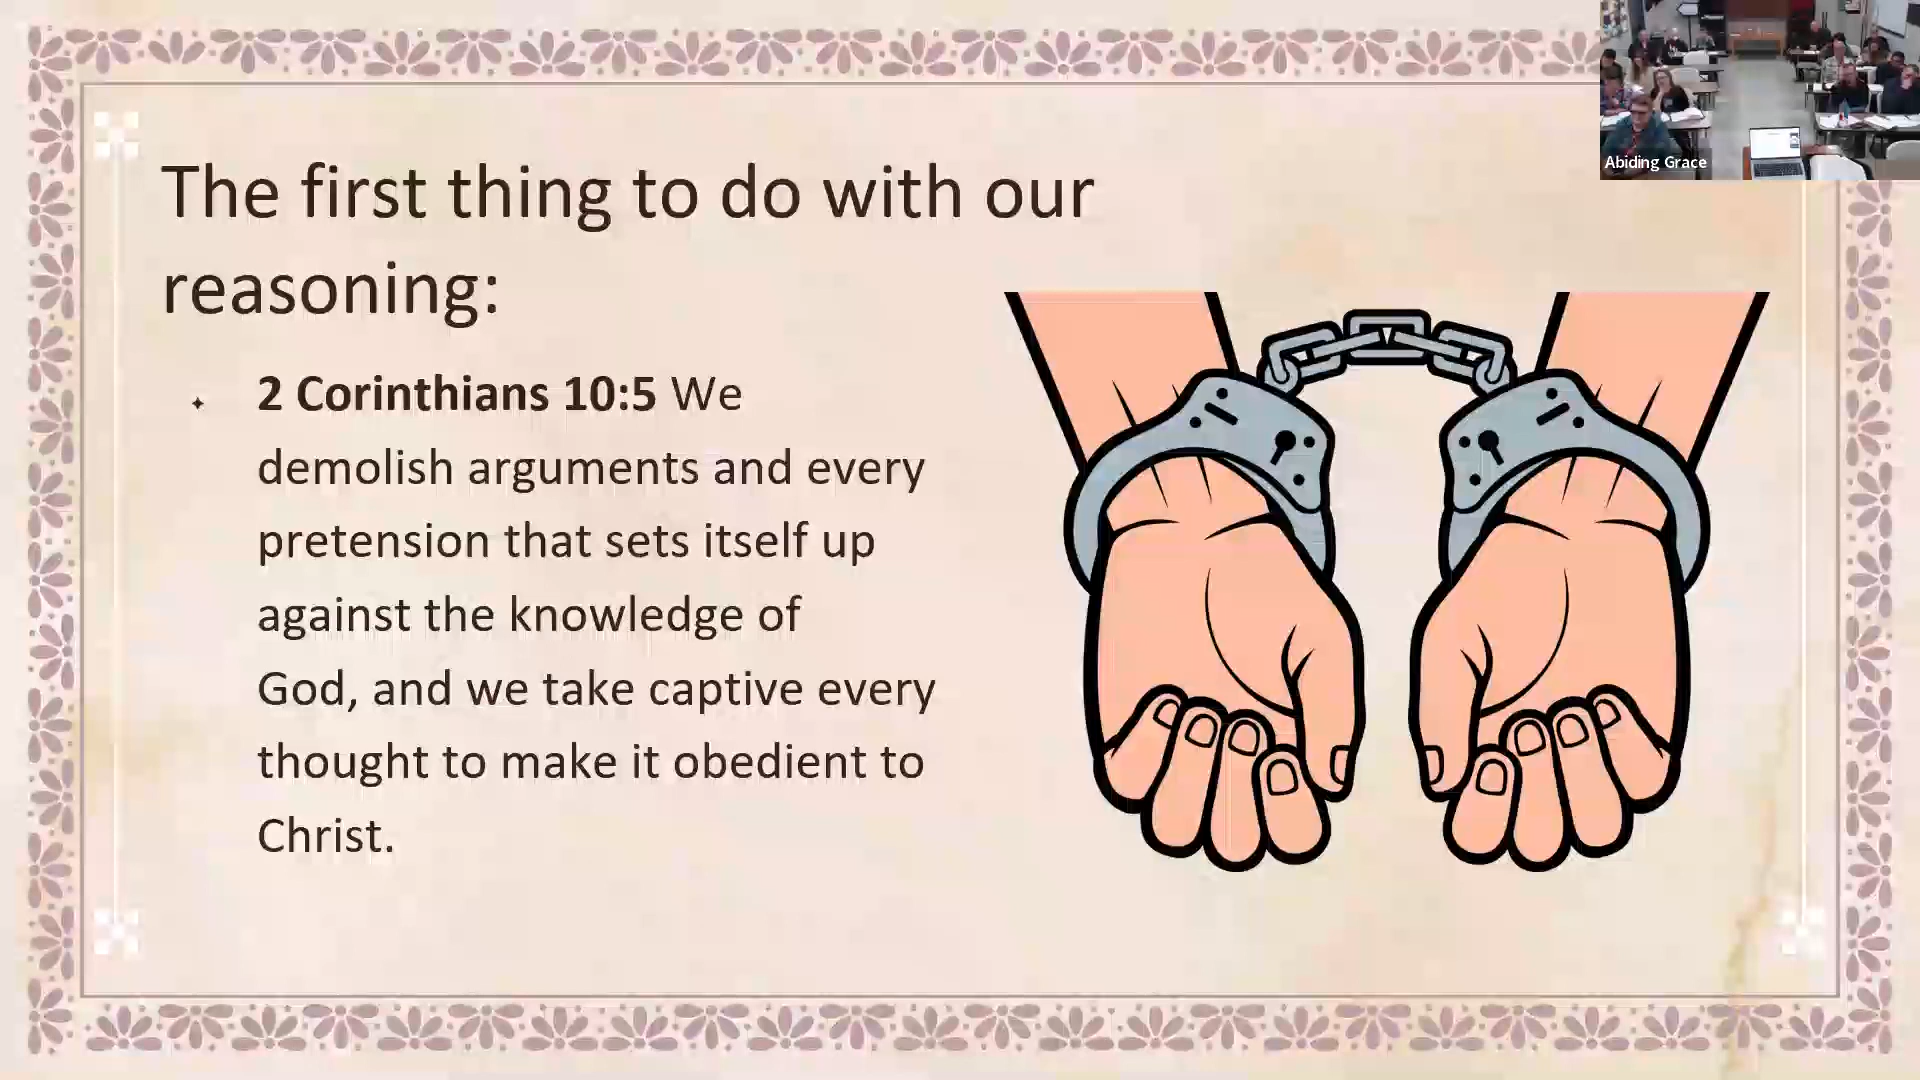 The first thing to do with our
reasoning:
2 Corinthians 10:5 We
demolish arguments and every
pretension that sets itself up
against the knowledge of
God, and we take captive every
thought to make it obedient to
Christ.
Abiding Grace